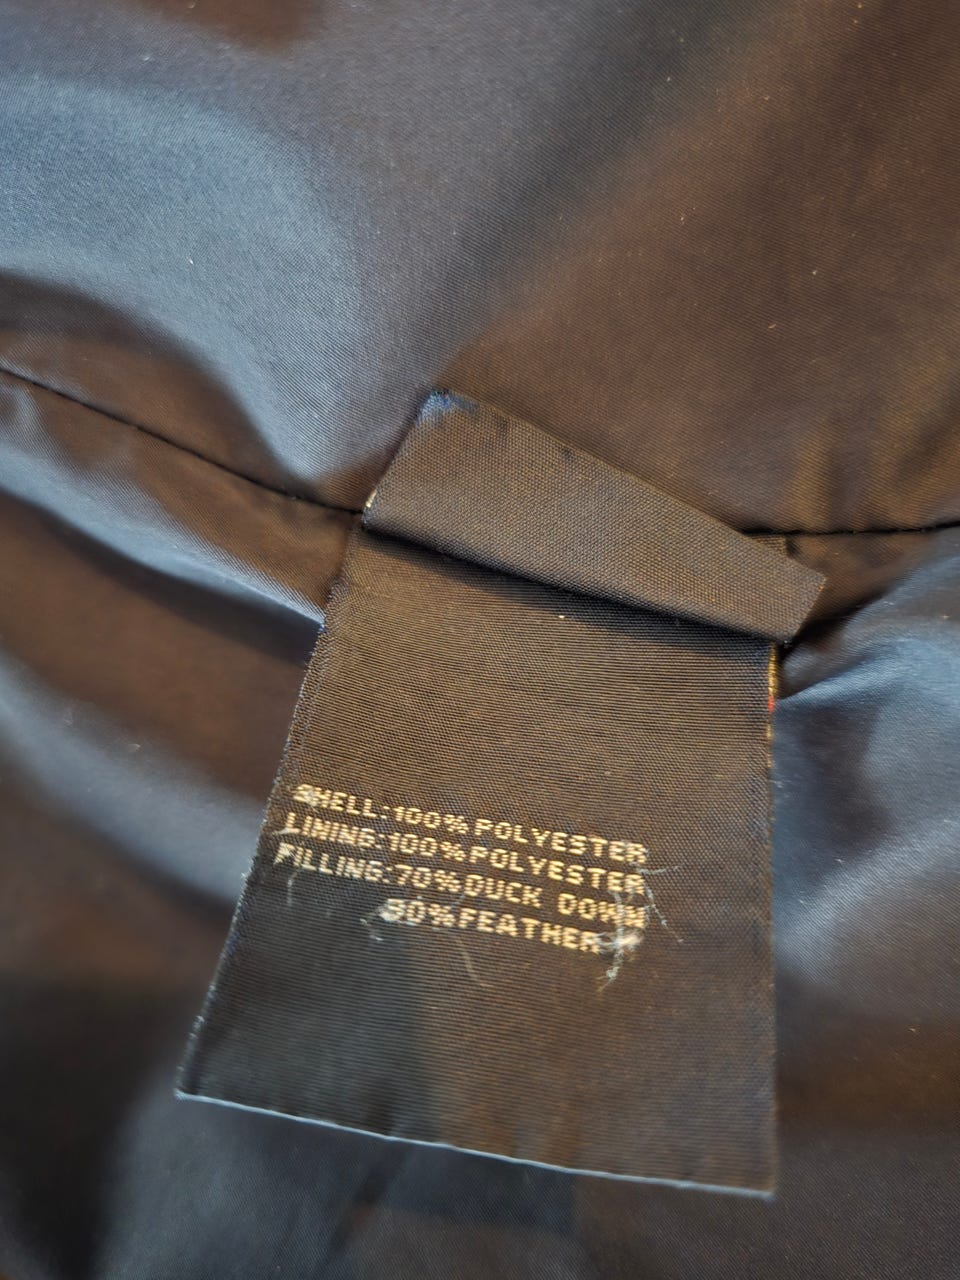 SHELL:100% POLYESTER
LINING:100% POLYESTER
FILLING:70% DUCK DOWN
30% FEATHER